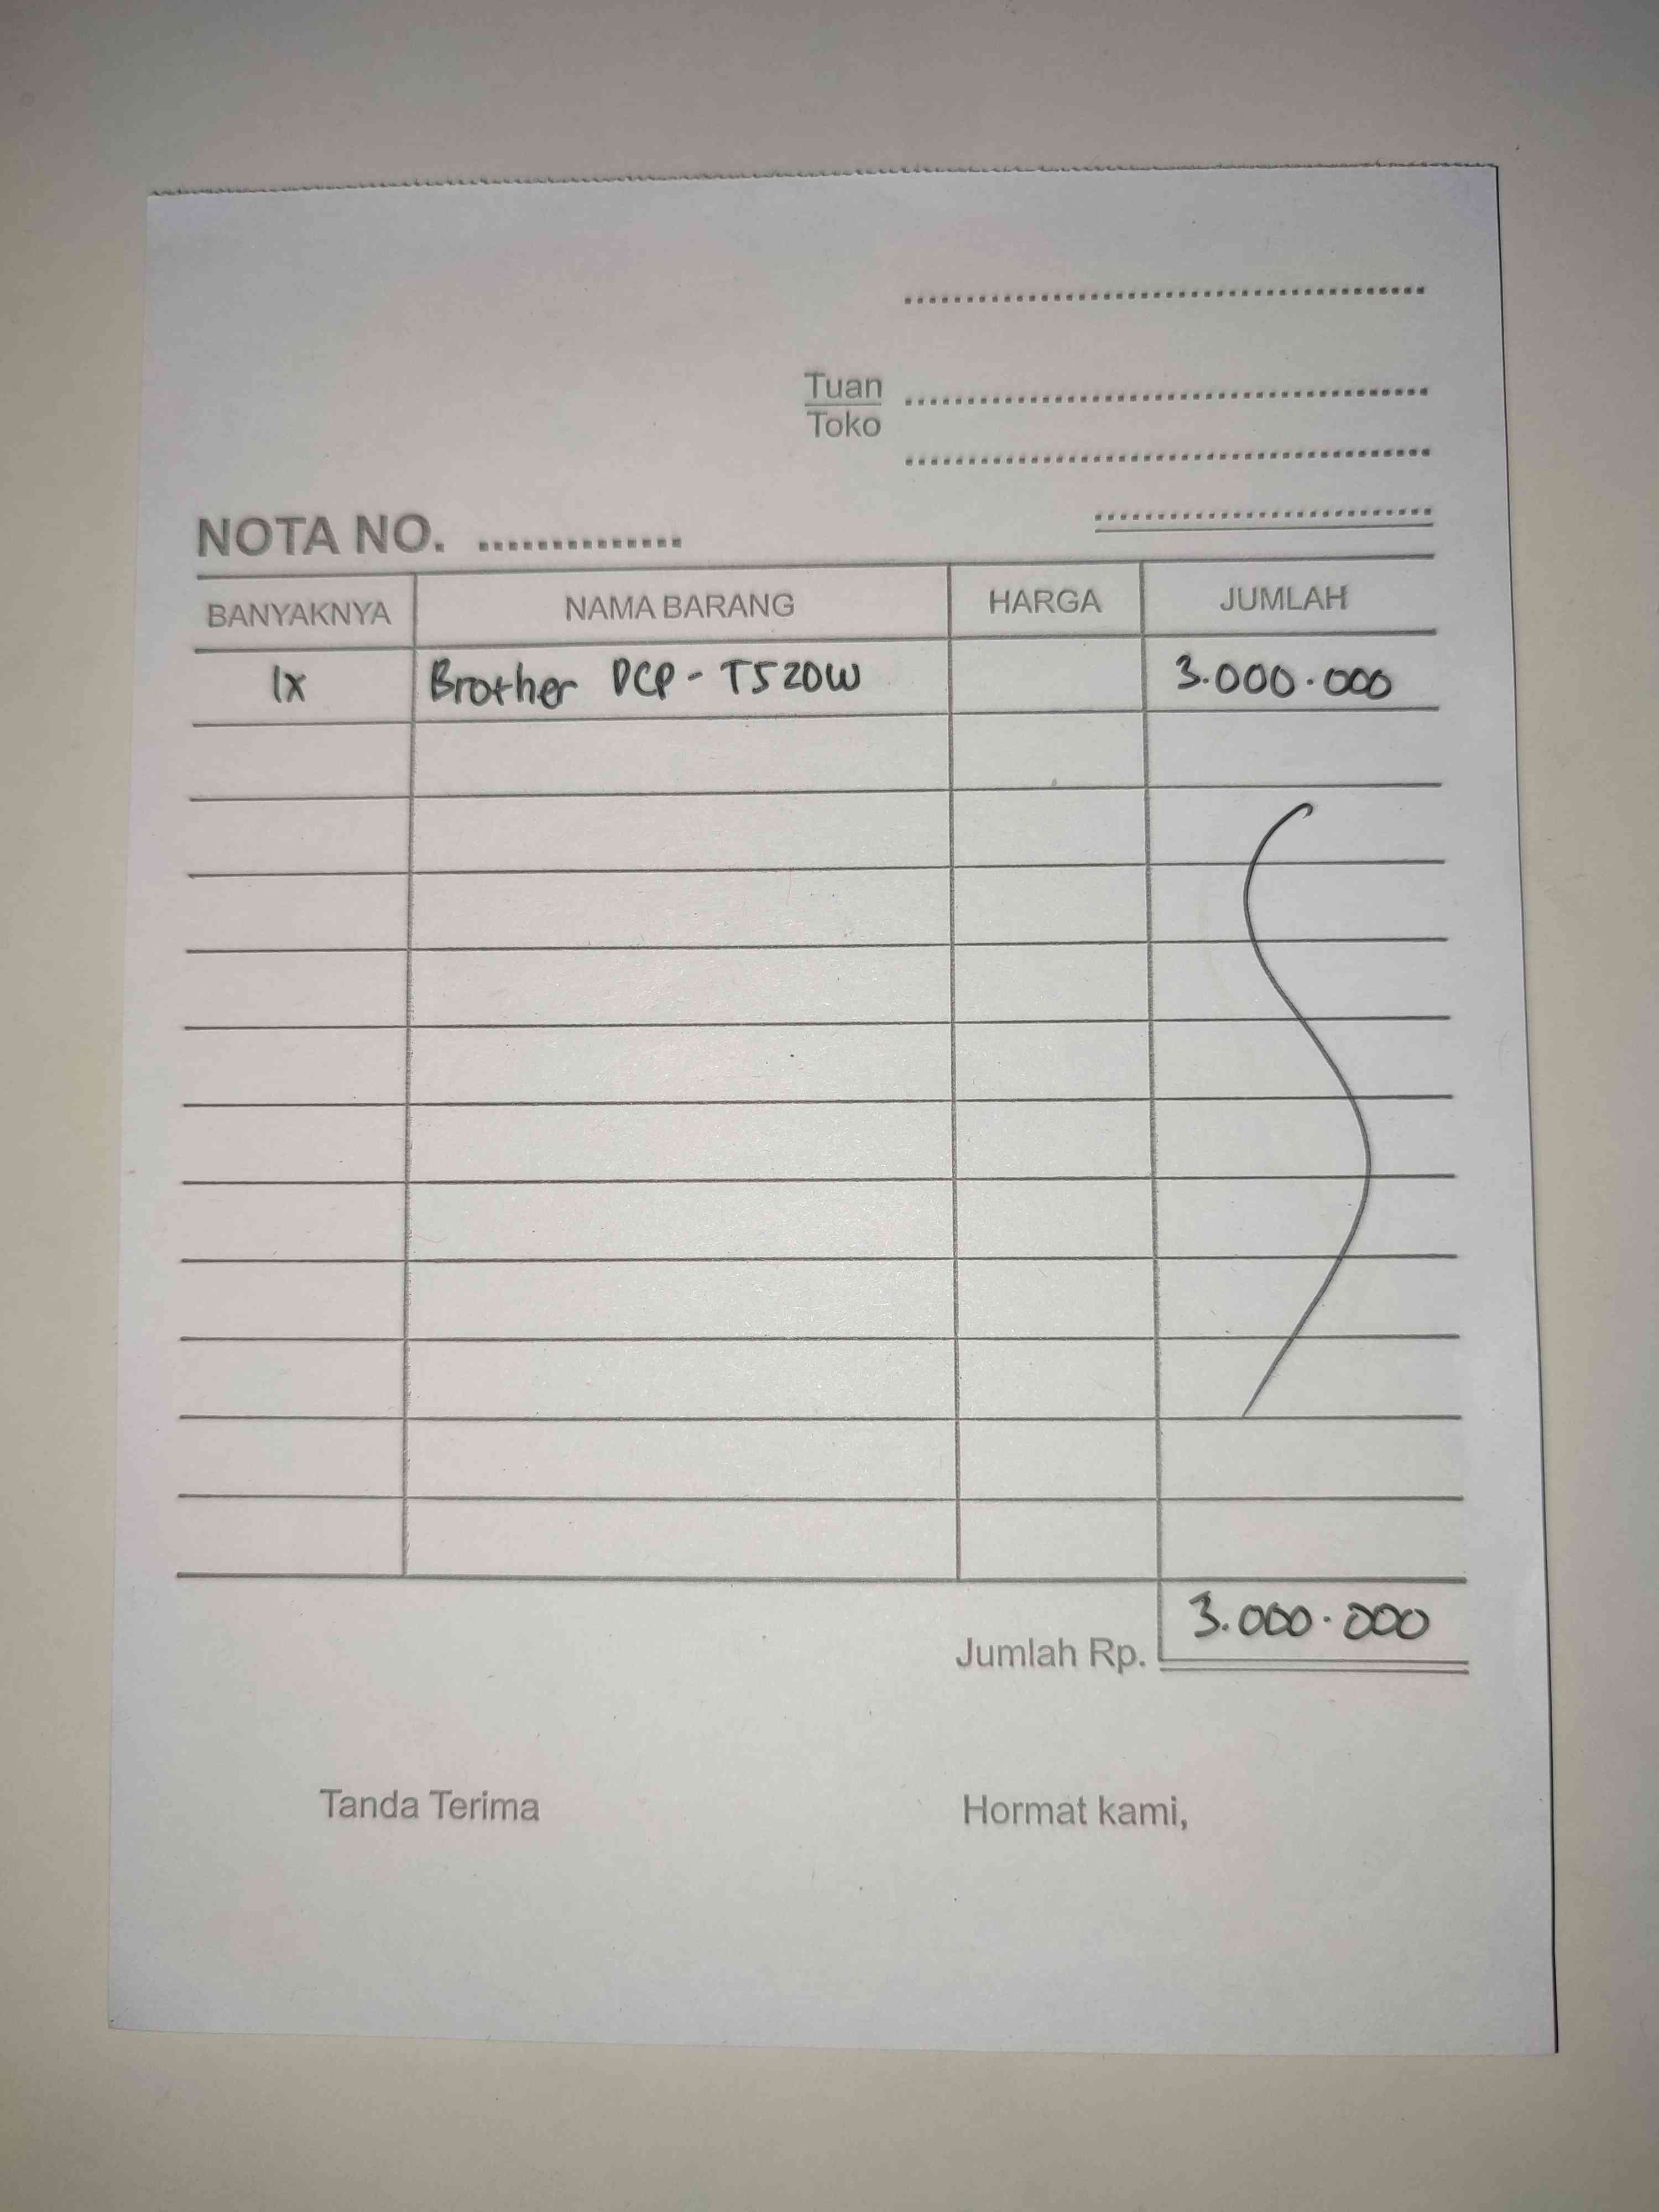 Tuan
Toko
NOTA NO. ..............
BANYAKNYA NAMA BARANG HARGA JUMLAH
1x Brother DCP - T520W 3.000.000
Jumlah Rp. 3.000.000
Tanda Terima Hormat kami,